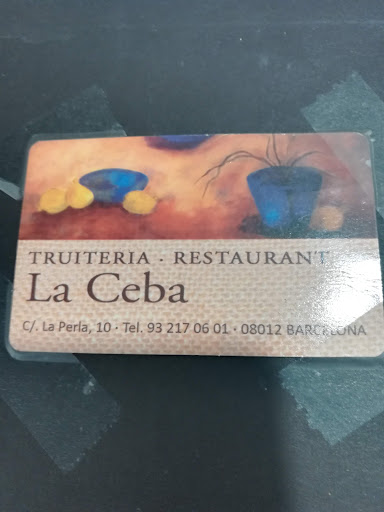 TRUITERIA · RESTAURANT
La Ceba
C/. La Perla, 10 · Tel. 93 217 06 01 · 08012 BARCELONA